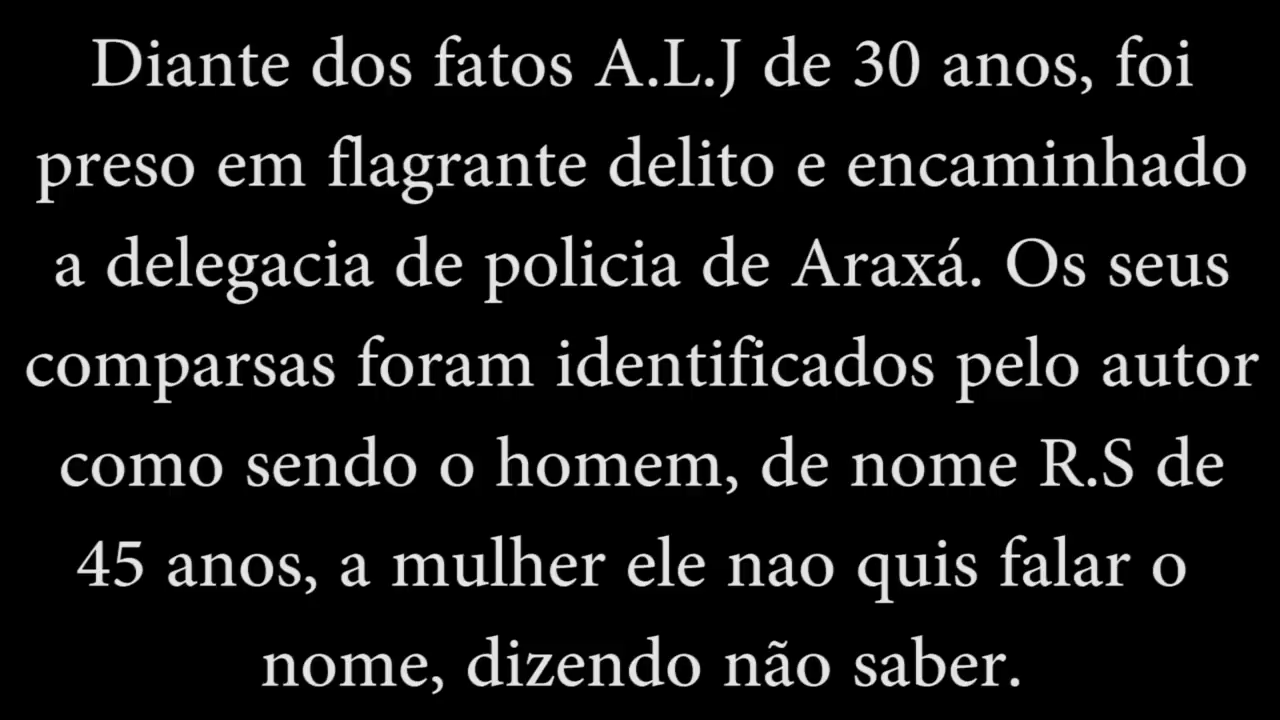 Diante dos fatos A.L.J de 30 anos, foi
preso em flagrante delito e encaminhado
a delegacia de policia de Araxá. Os seus
comparsas foram identificados pelo autor
como sendo o homem, de nome R.S de
45 anos, a mulher ele nao quis falar o
nome, dizendo não saber.